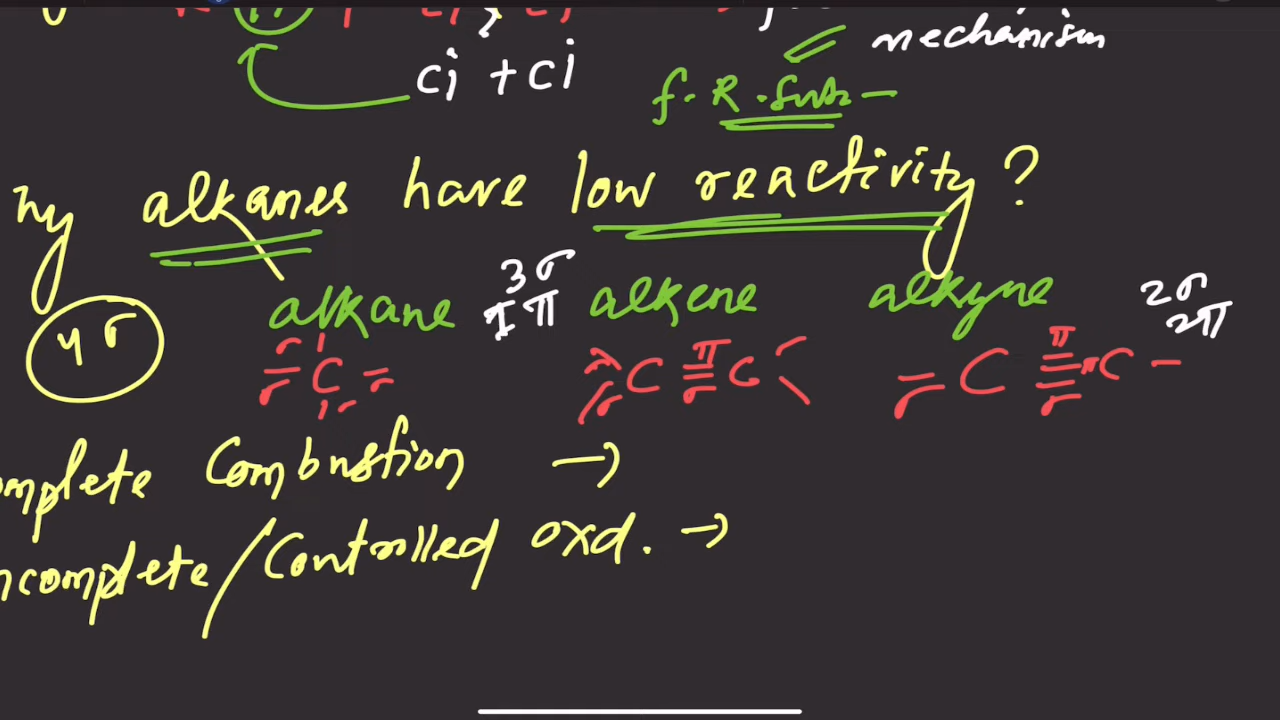 mechanism
Cl + Cl
f. R. Subs -
hy alkanes have low reactivity?
4σ
alkane 3σ 1π alkene alkyne 2σ 2π
σ σ C σ σ
σ σ C π σ C
σ C π σ π C
omplete Combustion →
ncomplete/Controlled oxd. →